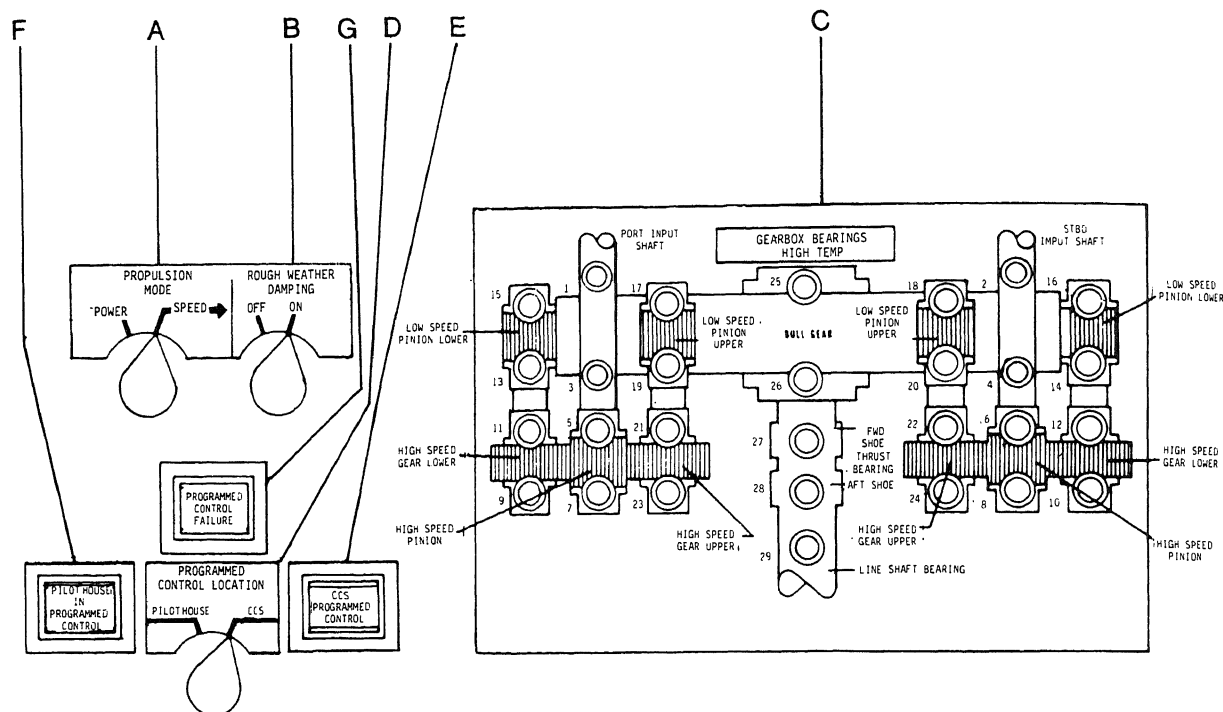 F A B G D E C
PROPULSION
MODE
POWER
SPEED
ROUGH WEATHER
DAMPING
OFF ON
PROGRAMMED
CONTROL
FAILURE
PILOT HOUSE
IN
PROGRAMMED
CONTROL
PROGRAMMED
CONTROL LOCATION
PILOT HOUSE CCS
CCS
PROGRAMMED
CONTROL
PORT INPUT
SHAFT
GEARBOX BEARINGS
HIGH TEMP
STBD
INPUT SHAFT
15 1 17 25 18 2 16
LOW SPEED
PINION LOWER
LOW SPEED
PINION
UPPER
BULL GEAR
LOW SPEED
PINION
UPPER
LOW SPEED
PINION LOWER
13 3 19 26 20 4 14
11 5 21 27 22 6 12
FWD
SHOE
THRUST
BEARING
AFT SHOE
HIGH SPEED
GEAR LOWER
HIGH SPEED
GEAR LOWER
9 7 23 28 24 8 10
HIGH SPEED
PINION
HIGH SPEED
GEAR UPPER
29
HIGH SPEED
GEAR UPPER
HIGH SPEED
PINION
LINE SHAFT BEARING